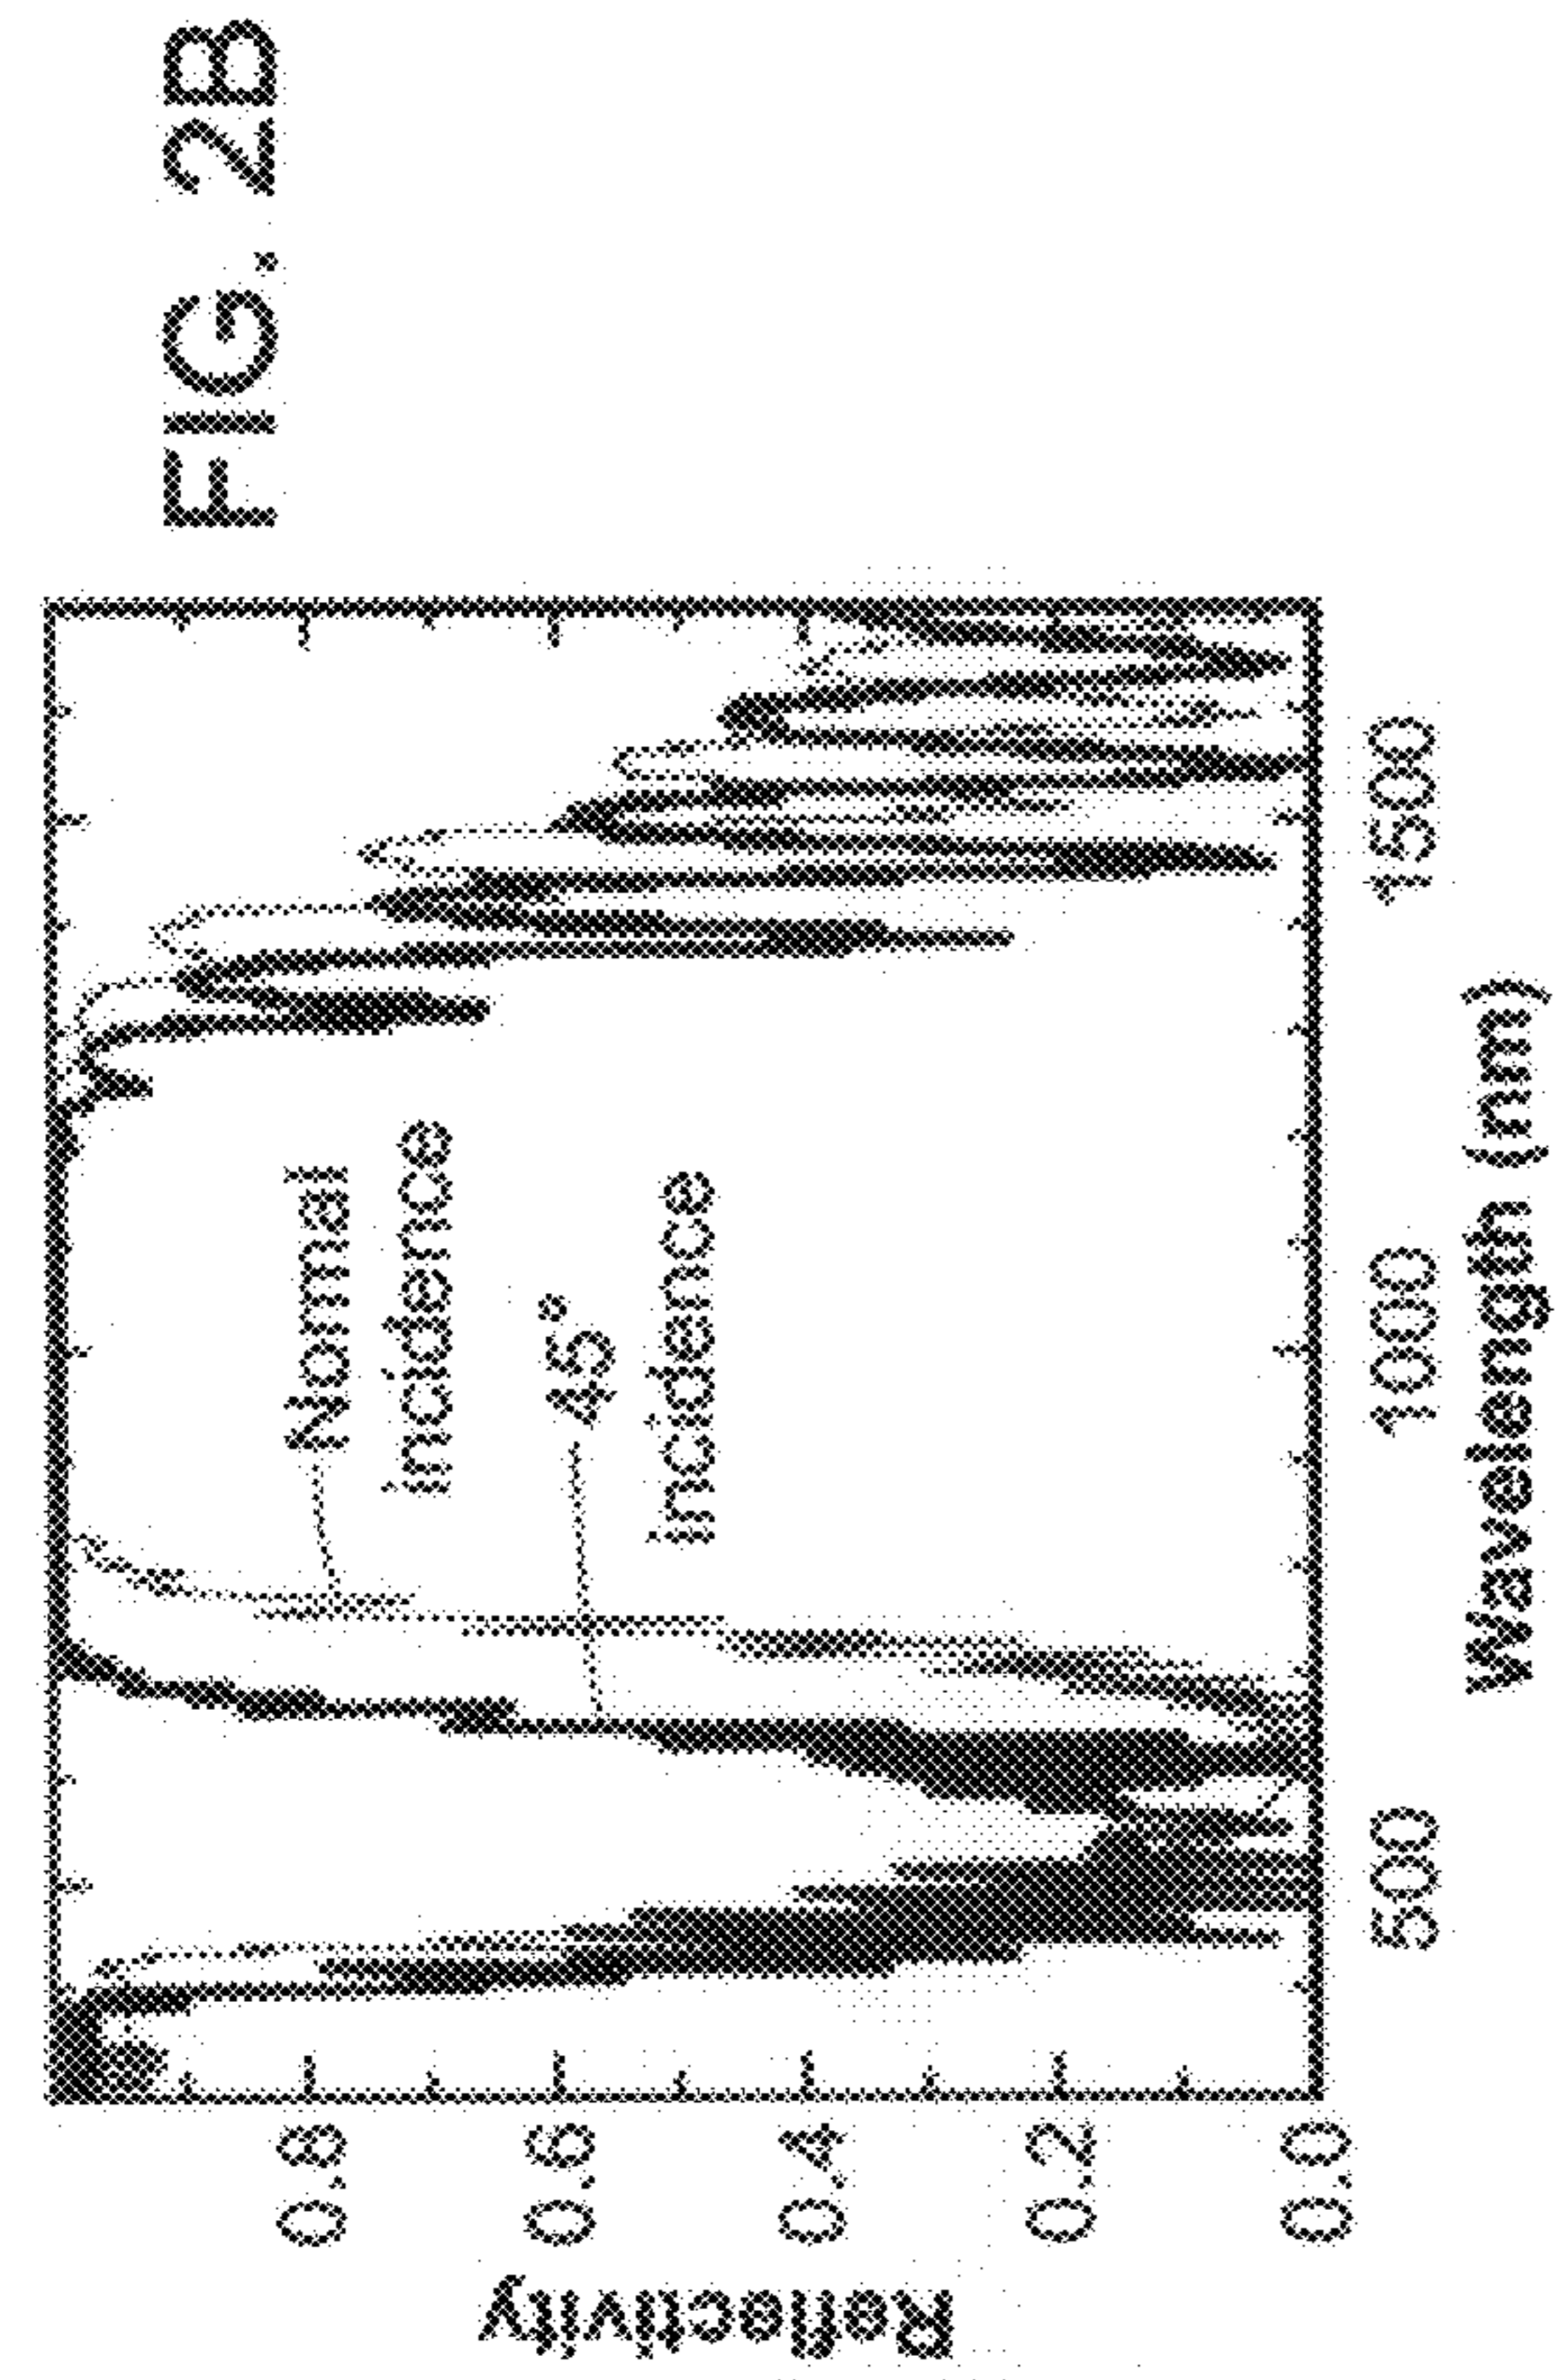 FIG. 2B
Reflectivity
0.8
0.6
0.4
0.2
0.0
Normal
incidence
45°
incidence
500
1000
1500
Wavelength (nm)